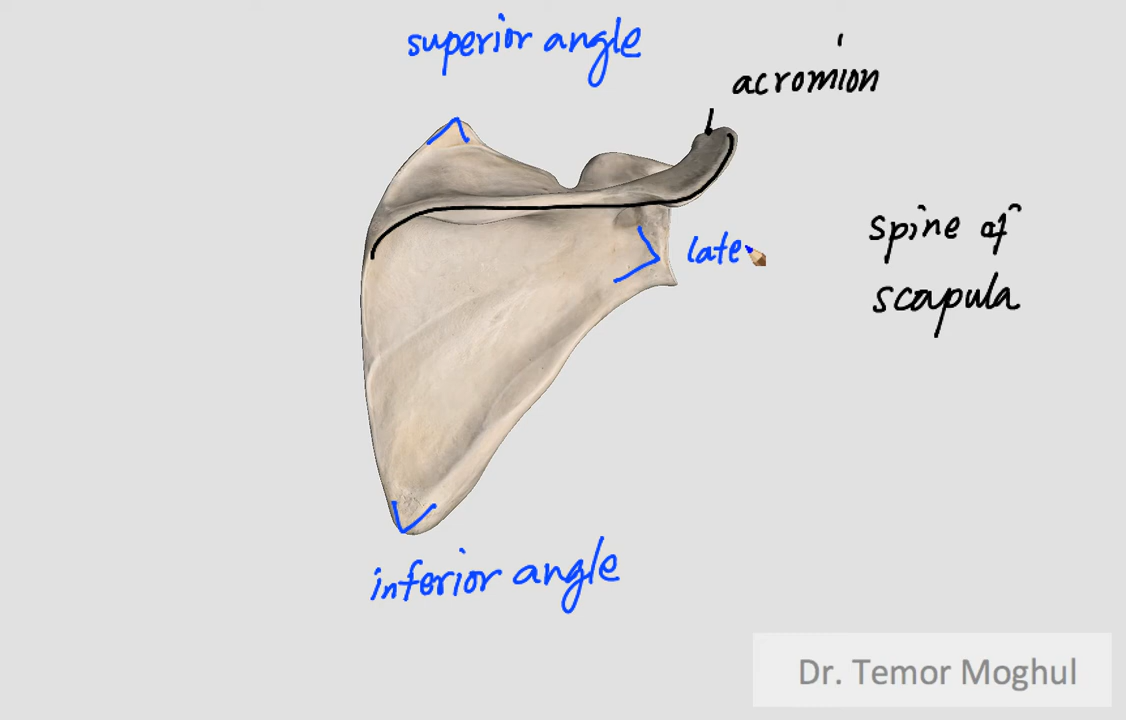 superior angle
acromion
spine of
scapula
late
inferior angle
Dr. Temor Moghul